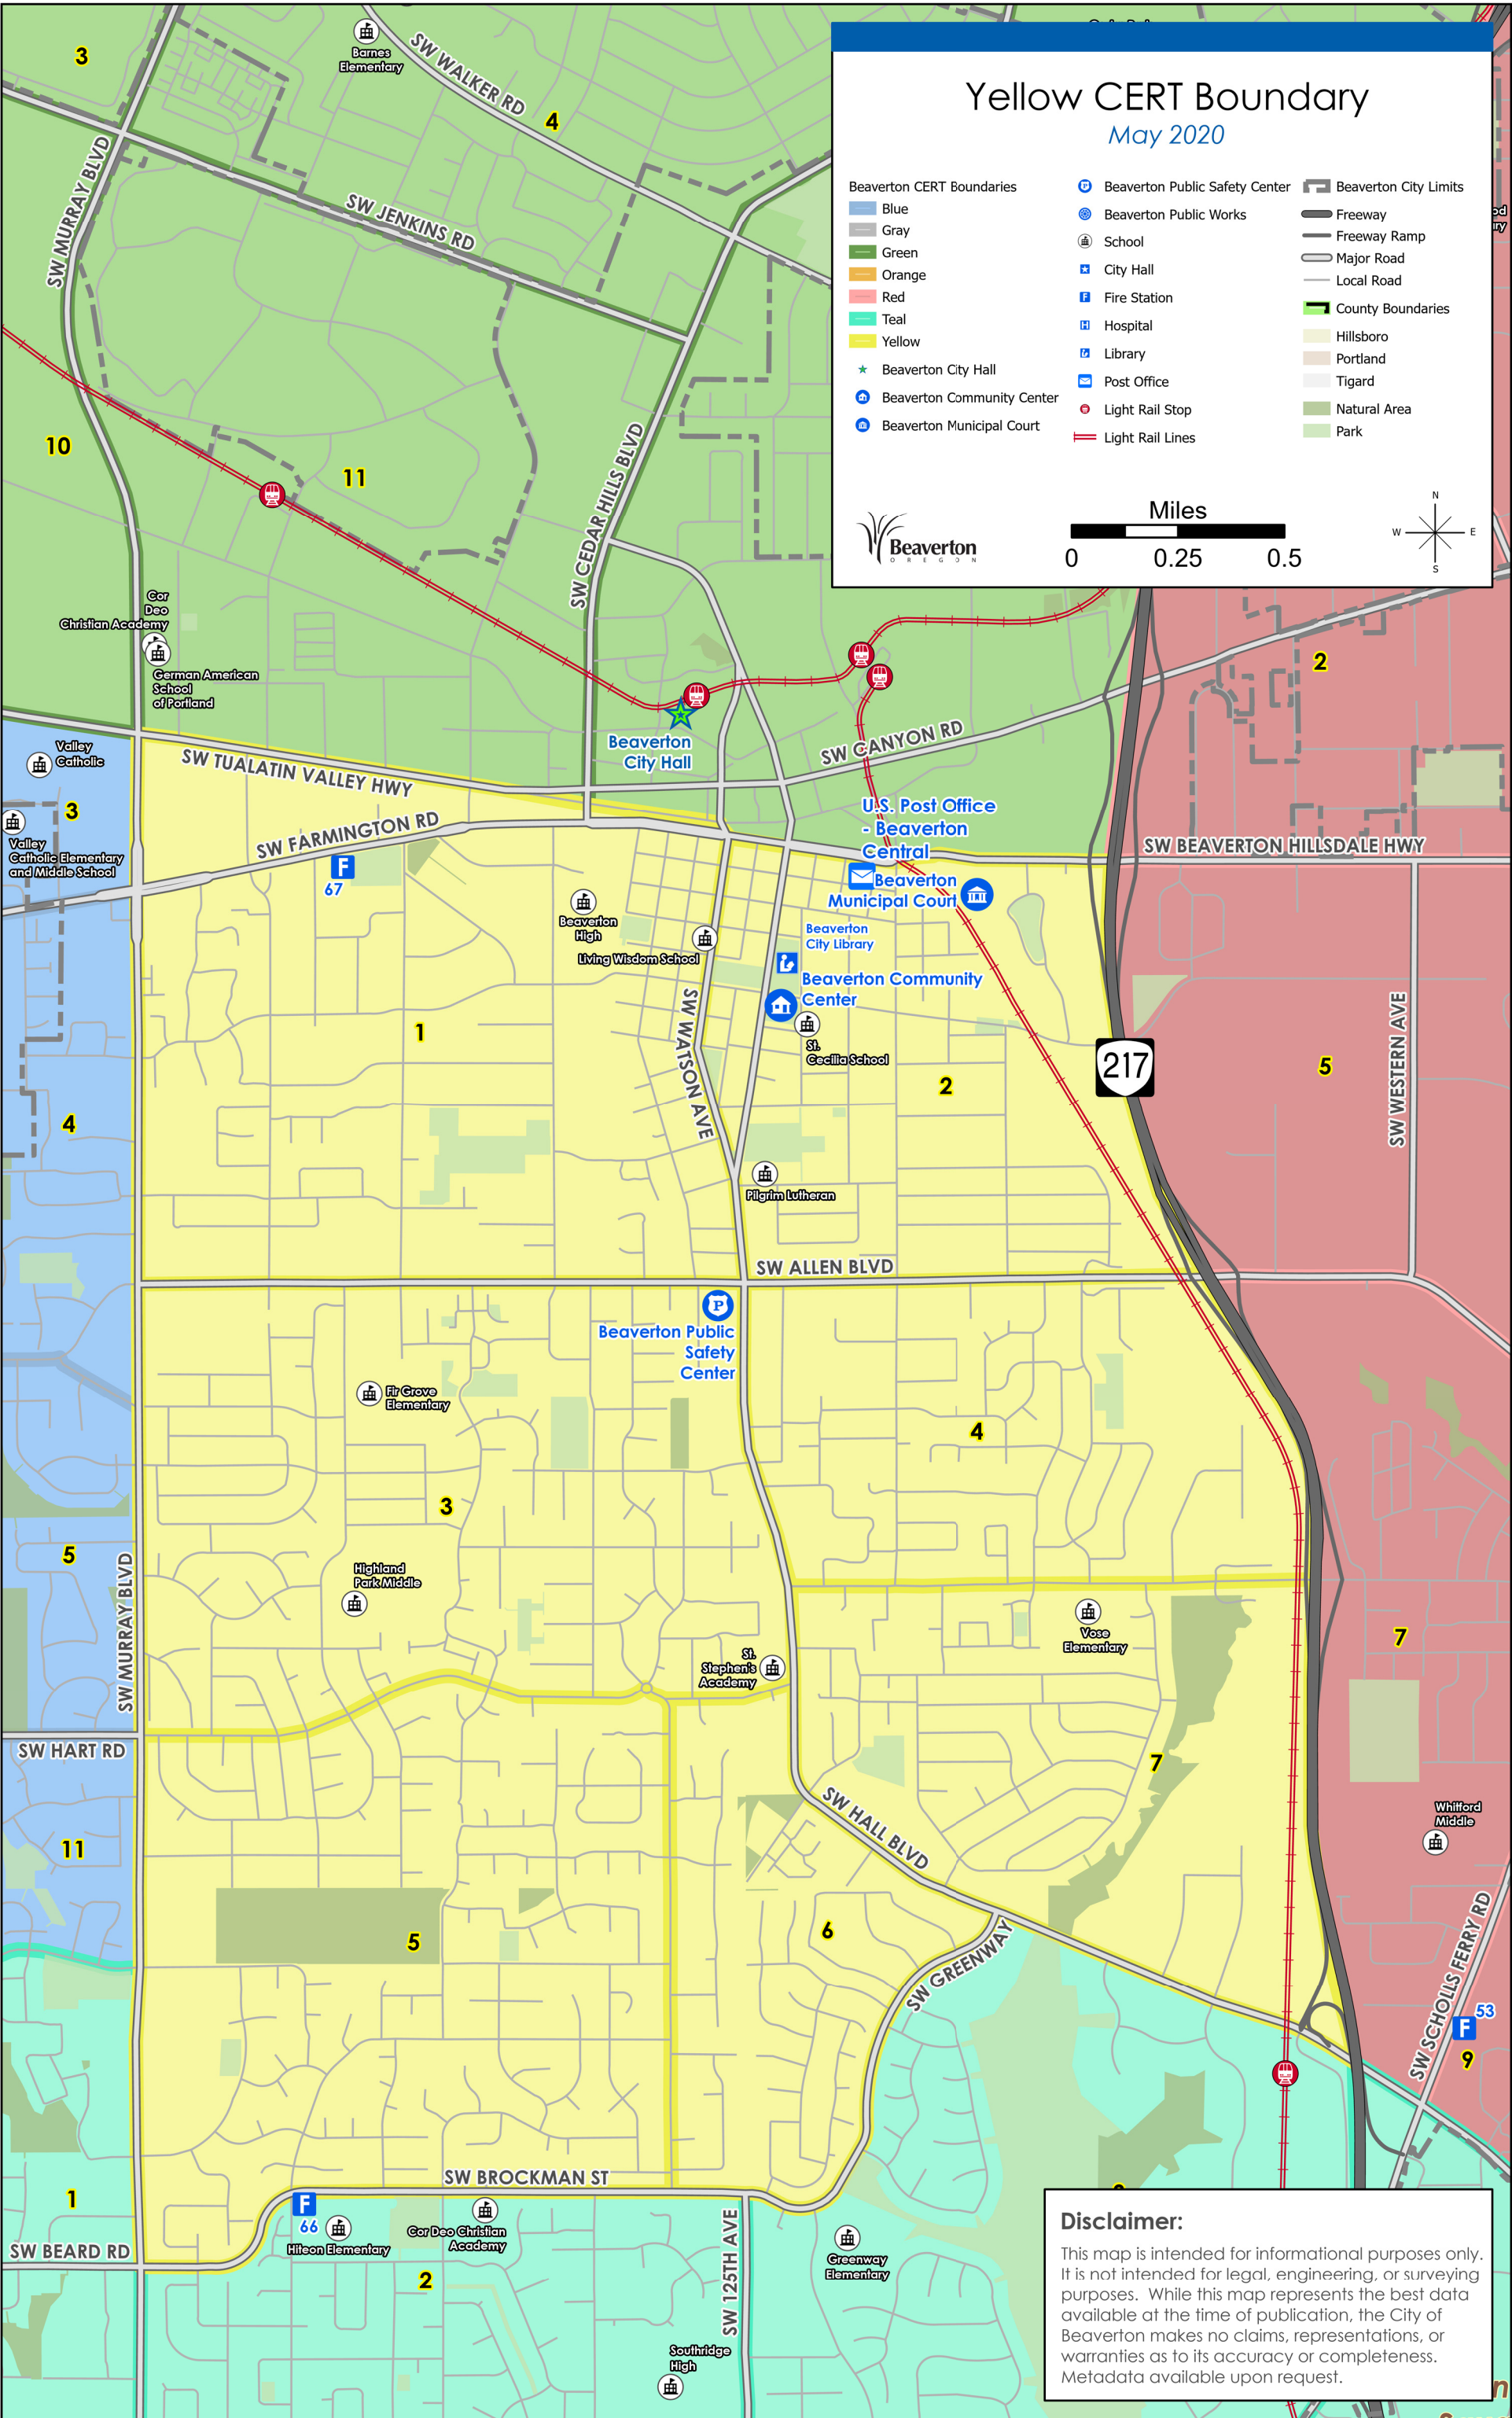 Yellow CERT Boundary
May 2020
Beaverton CERT Boundaries
Blue
Gray
Green
Orange
Red
Teal
Yellow
Beaverton City Hall
Beaverton Community Center
Beaverton Municipal Court
Beaverton Public Safety Center
Beaverton Public Works
School
City Hall
Fire Station
Hospital
Library
Post Office
Light Rail Stop
Light Rail Lines
Beaverton City Limits
Freeway
Freeway Ramp
Major Road
Local Road
County Boundaries
Hillsboro
Portland
Tigard
Natural Area
Park
Beaverton
OREGON
Miles
0 0.25 0.5
N
W E
S
3
Barnes
Elementary
SW WALKER RD
4
SW MURRAY BLVD
SW JENKINS RD
10
11
SW CEDAR HILLS BLVD
Cor
Deo
Christian Academy
German American
School
of Portland
2
Beaverton
City Hall
SW CANYON RD
Valley
Catholic
SW TUALATIN VALLEY HWY
3
SW FARMINGTON RD
Valley
Catholic Elementary
and Middle School
F
67
U.S. Post Office
- Beaverton
Central
SW BEAVERTON HILLSDALE HWY
Beaverton
Municipal Court
Beaverton
High
Living Wisdom School
Beaverton
City Library
Beaverton Community
Center
St.
Cecilia School
SW WATSON AVE
1
2
217
5
SW WESTERN AVE
4
Pilgrim Lutheran
SW ALLEN BLVD
P
Beaverton Public
Safety
Center
Fir Grove
Elementary
4
3
5
Highland
Park Middle
SW MURRAY BLVD
Vose
Elementary
7
St.
Stephen's
Academy
SW HART RD
7
SW HALL BLVD
Whitford
Middle
11
6
5
SW GREENWAY
SW SCHOLLS FERRY RD
53
F
9
SW BROCKMAN ST
1
F
66
Hiteon Elementary
Cor Deo Christian
Academy
SW BEARD RD
2
SW 125TH AVE
Greenway
Elementary
Southridge
High
Disclaimer:
This map is intended for informational purposes only.
It is not intended for legal, engineering, or surveying
purposes. While this map represents the best data
available at the time of publication, the City of
Beaverton makes no claims, representations, or
warranties as to its accuracy or completeness.
Metadata available upon request.